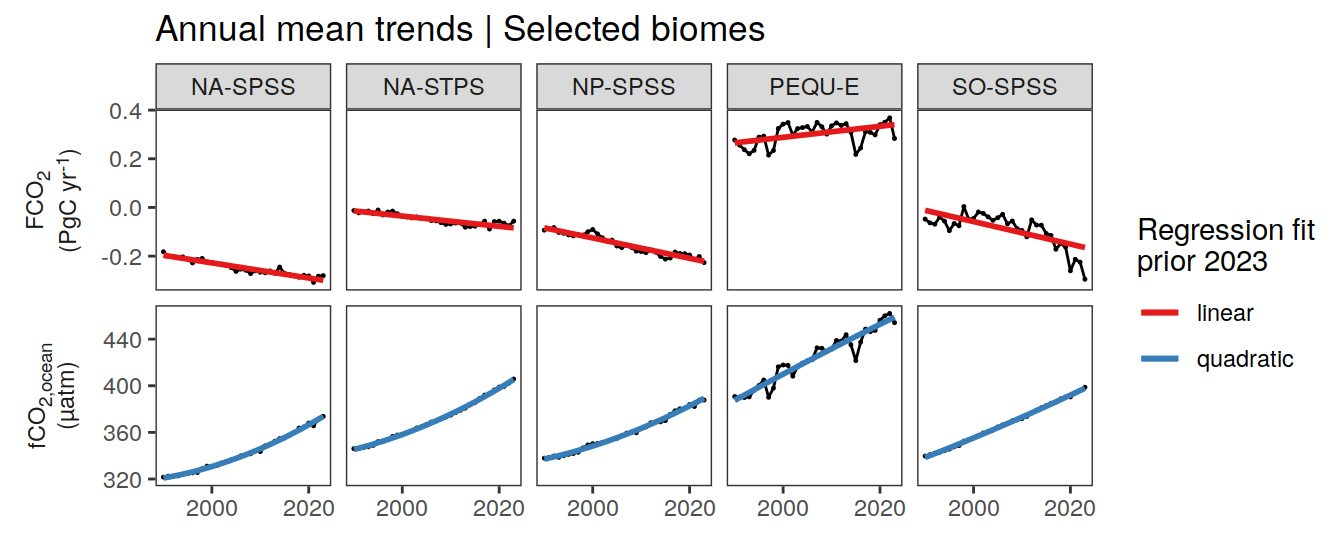 Annual mean trends | Selected biomes
NA-SPSS NA-STPS NP-SPSS PEQU-E SO-SPSS
FCO₂
(PgC yr⁻¹)
0.4
0.2
0.0
-0.2
fCO₂,ocean
(µatm)
440
400
360
320
2000 2020 2000 2020 2000 2020 2000 2020 2000 2020
Regression fit
prior 2023
linear
quadratic